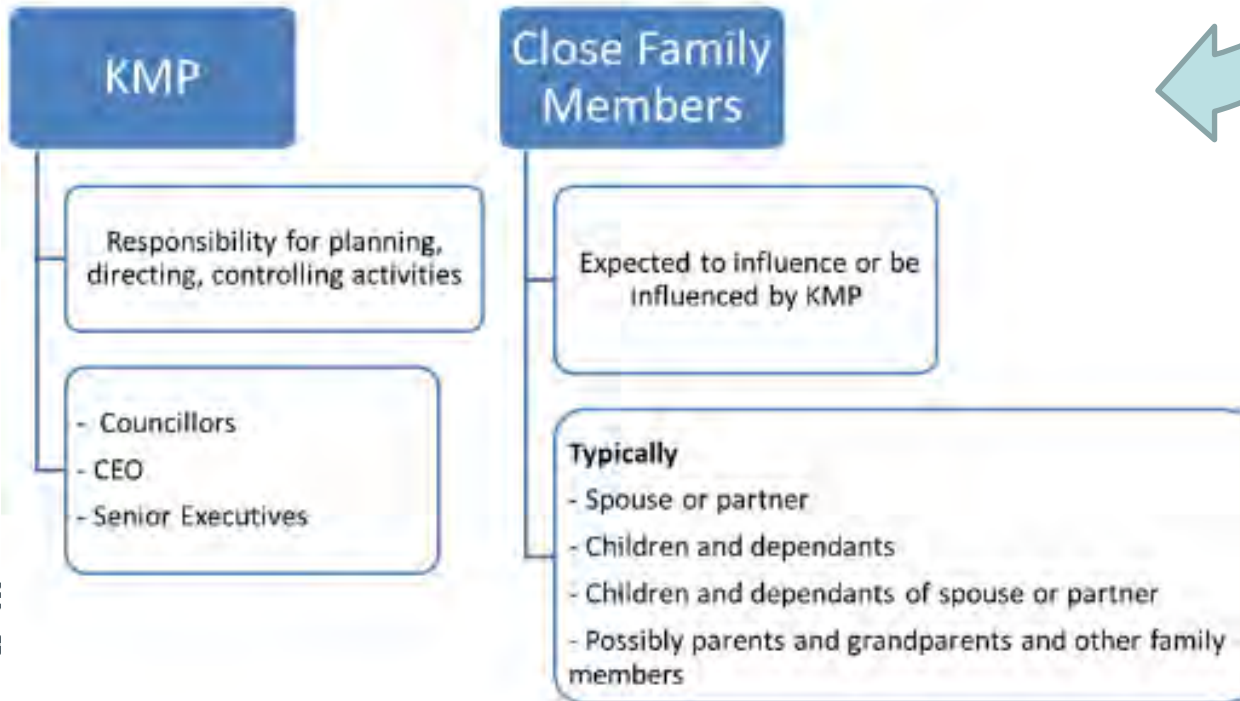 KMP
Responsibility for planning,
directing, controlling activities
- Councillors
- CEO
- Senior Executives
Close Family
Members
Expected to influence or be
influenced by KMP
Typically
- Spouse or partner
- Children and dependants
- Children and dependants of spouse or partner
- Possibly parents and grandparents and other family
members